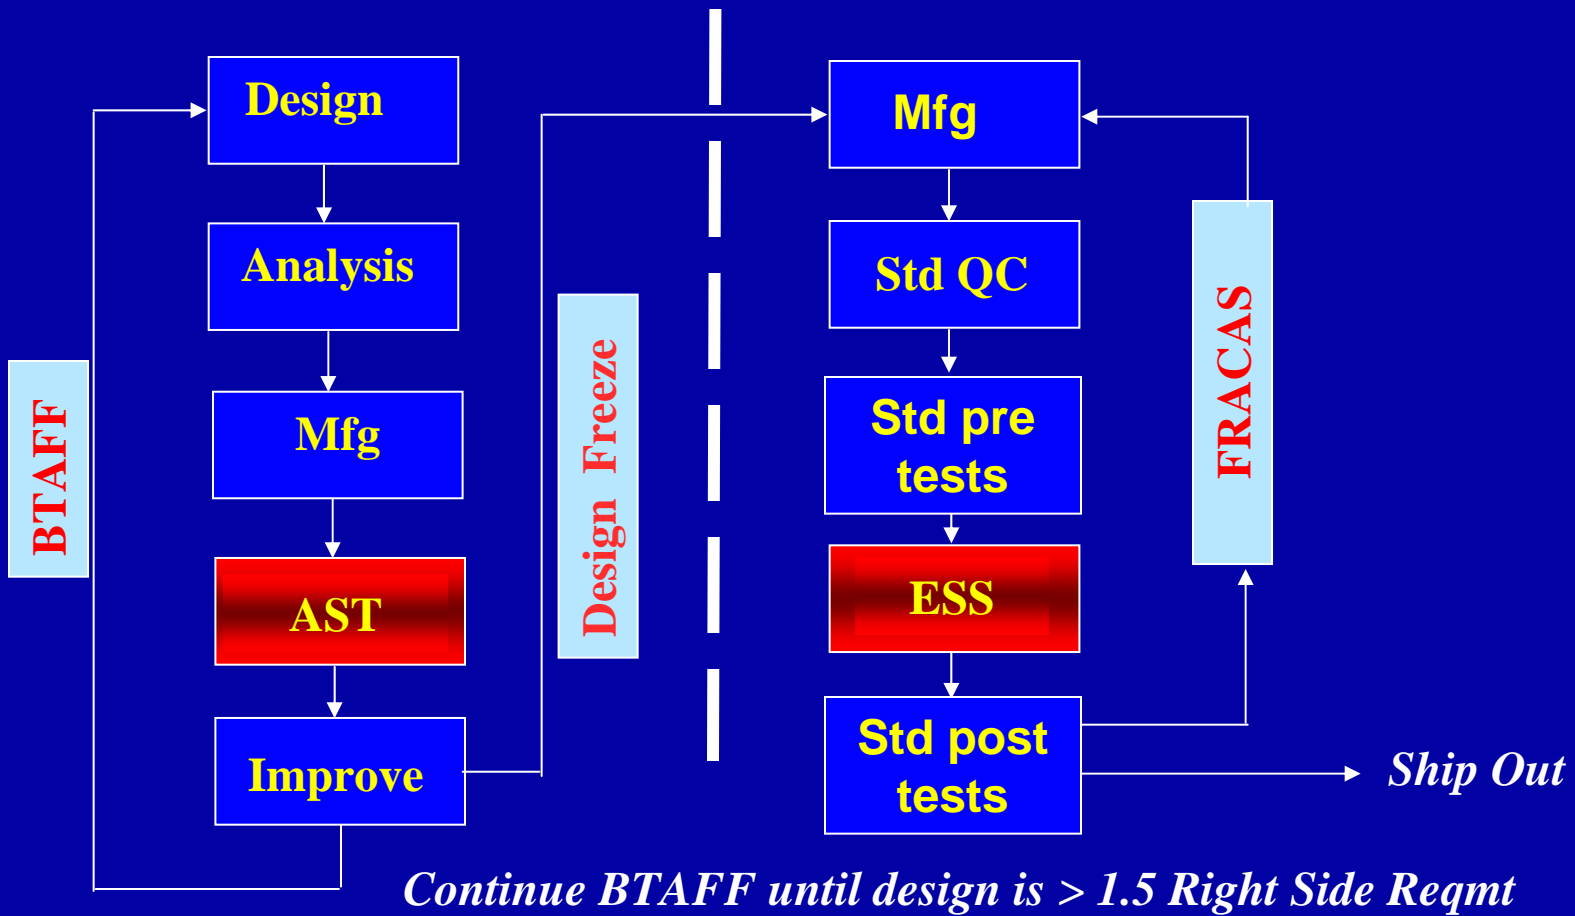 BTAFF
Design
Analysis
Mfg
AST
Improve
Design Freeze
Mfg
Std QC
Std pre
tests
ESS
Std post
tests
FRACAS
Ship Out
Continue BTAFF until design is > 1.5 Right Side Reqmt